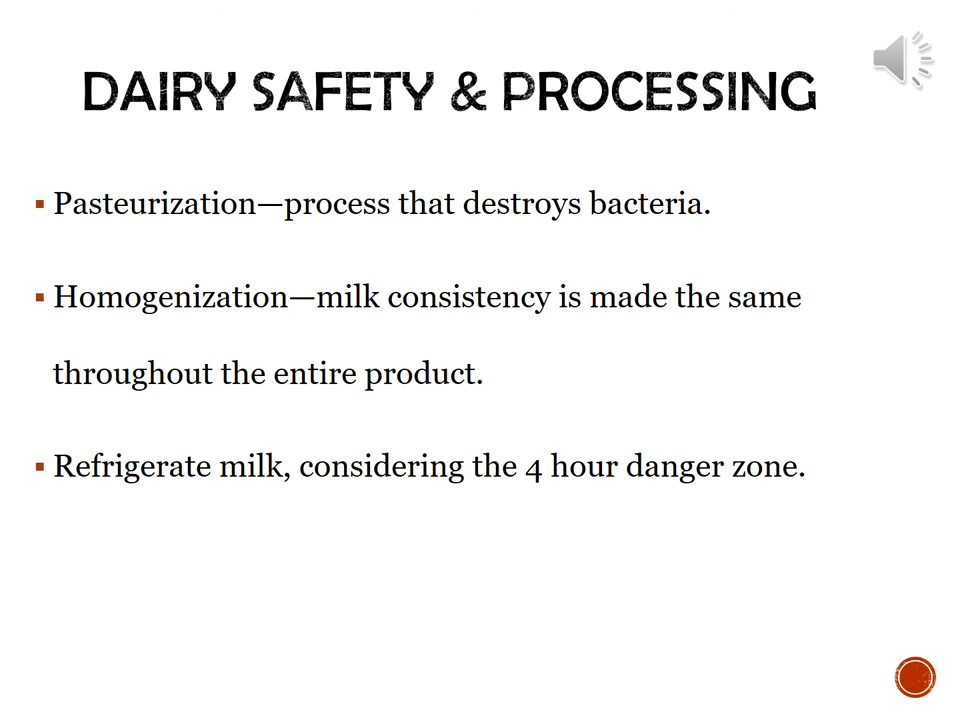 DAIRY SAFETY & PROCESSING
▪ Pasteurization—process that destroys bacteria.
▪ Homogenization—milk consistency is made the same
throughout the entire product.
▪ Refrigerate milk, considering the 4 hour danger zone.